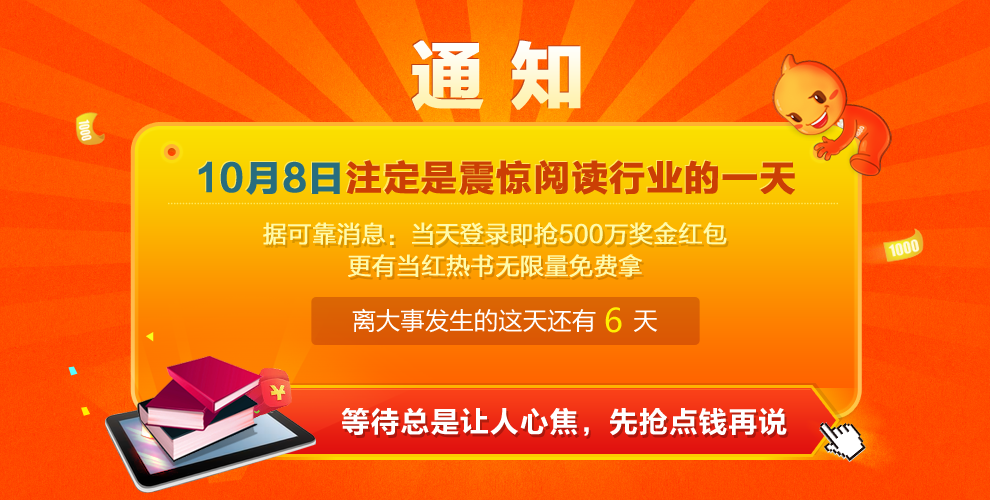 通知
1000
10月8日注定是震惊阅读行业的一天
据可靠消息：当天登录即抢500万奖金红包
更有当红热书无限量免费拿
1000
离大事发生的这天还有 6 天
¥
等待总是让人心焦，先抢点钱再说